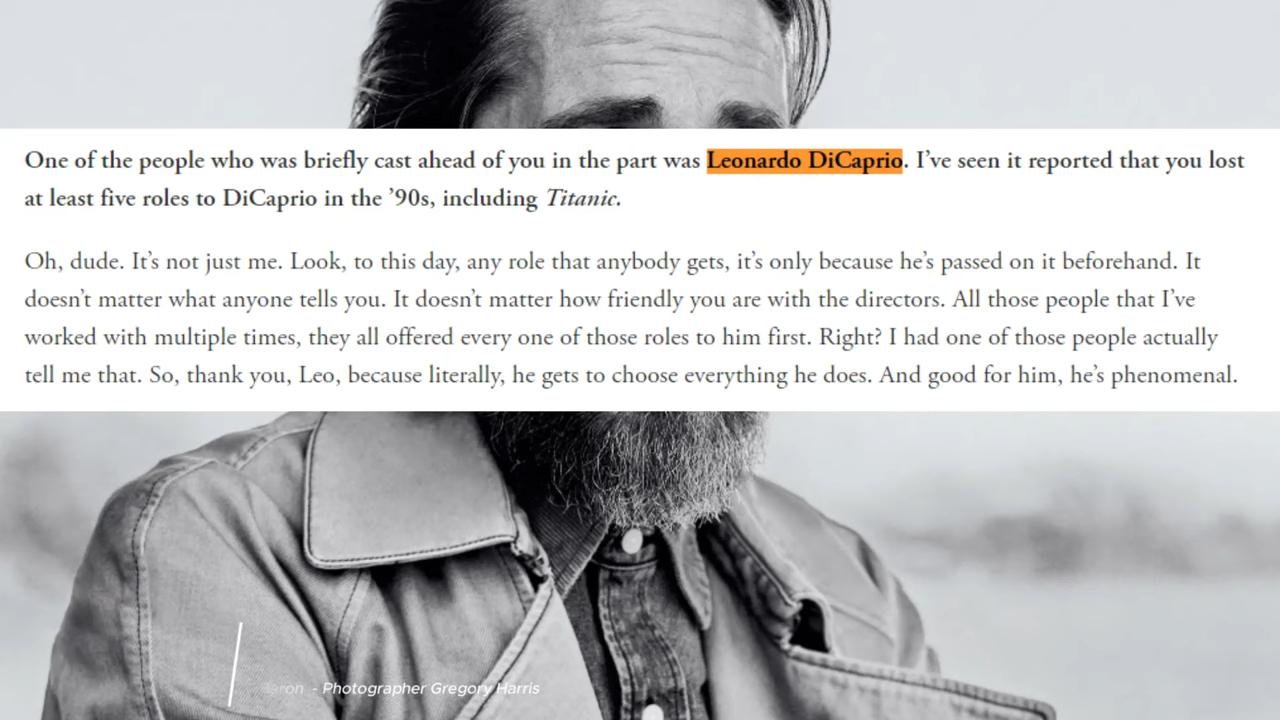 One of the people who was briefly cast ahead of you in the part was Leonardo DiCaprio. I’ve seen it reported that you lost
at least five roles to DiCaprio in the ’90s, including Titanic.
Oh, dude. It’s not just me. Look, to this day, any role that anybody gets, it’s only because he’s passed on it beforehand. It
doesn’t matter what anyone tells you. It doesn’t matter how friendly you are with the directors. All those people that I’ve
worked with multiple times, they all offered every one of those roles to him first. Right? I had one of those people actually
tell me that. So, thank you, Leo, because literally, he gets to choose everything he does. And good for him, he’s phenomenal.
- Photographer Gregory Harris